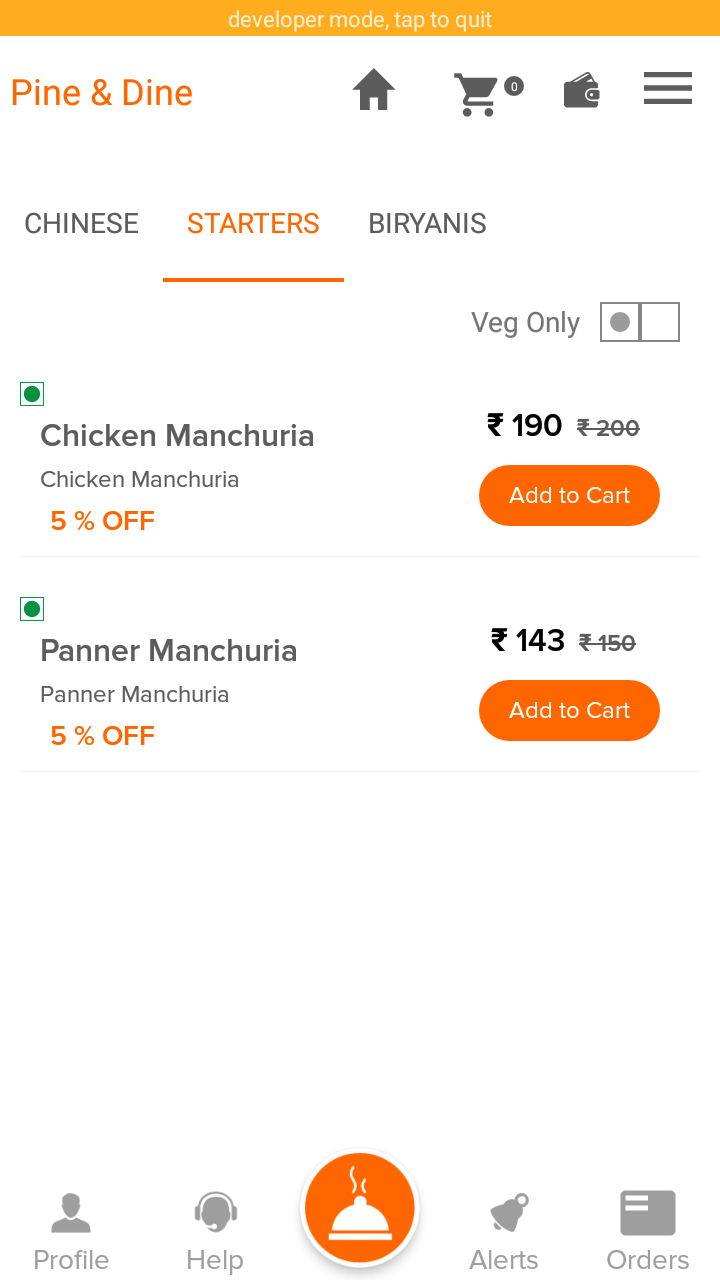 developer mode, tap to quit
Pine & Dine
0
CHINESE STARTERS BIRYANIS
Veg Only
Chicken Manchuria
₹ 190 ₹ 200
Chicken Manchuria
Add to Cart
5 % OFF
Panner Manchuria
₹ 143 ₹ 150
Panner Manchuria
Add to Cart
5 % OFF
Profile Help Alerts Orders